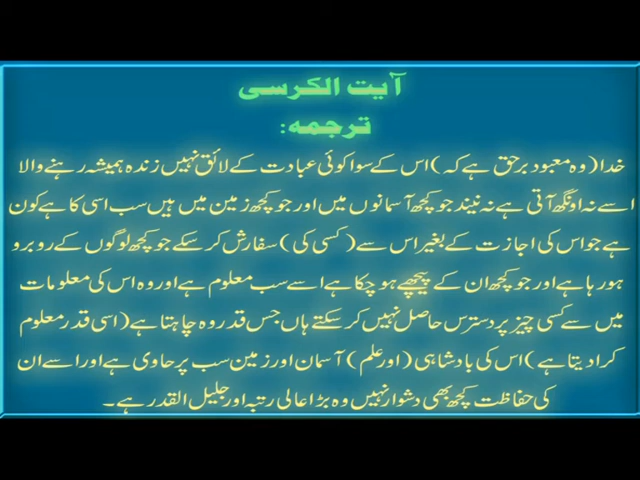 آیت الکرسی
ترجمه:
خدا (وہ معبود برحق ہے کہ) اس کے سوا کوئی عبادت کے لائق نہیں زندہ ہمیشہ رہنے والا
اسے نہ اونگھ آتی ہے نہ نیند جو کچھ آسمانوں میں اور جو کچھ زمین میں ہیں سب اسی کا ہے کون
ہے جو اس کی اجازت کے بغیر اس سے (کسی کی) سفارش کر سکے جو کچھ لوگوں کے روبرو
ہو رہا ہے اور جو کچھ ان کے پیچھے ہو چکا ہے اسے سب معلوم ہے اور وہ اس کی معلومات
میں سے کسی چیز پر دسترس حاصل نہیں کر سکتے ہاں جس قدر وہ چاہتا ہے (اسی قدر معلوم
کرا دیتا ہے) اس کی بادشاہی (اور علم) آسمان اور زمین سب پر حاوی ہے اور اسے ان
کی حفاظت کچھ بھی دشوار نہیں وہ بڑا عالی رتبہ اور جلیل القدر ہے۔